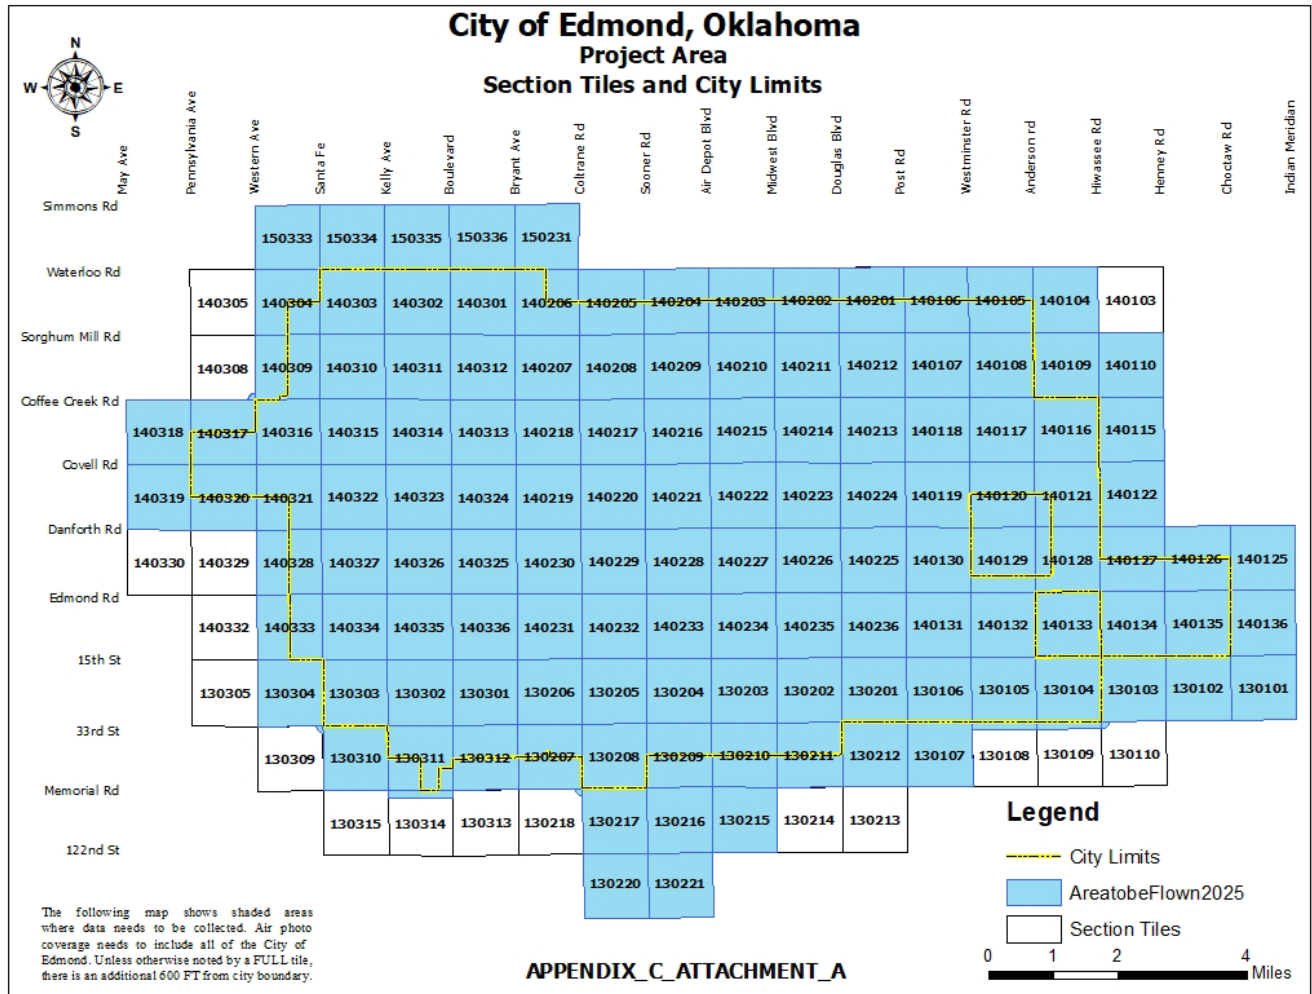 City of Edmond, Oklahoma
Project Area
Section Tiles and City Limits
N
W E
S
May Ave
Pennsylvania Ave
Western Ave
Santa Fe
Kelly Ave
Boulevard
Bryant Ave
Coltrane Rd
Sooner Rd
Air Depot Blvd
Midwest Blvd
Douglas Blvd
Post Rd
Westminster Rd
Anderson rd
Hiwassee Rd
Henney Rd
Choctaw Rd
Indian Meridian
Simmons Rd
150333 150334 150335 150336 150231
Waterloo Rd
140305 140304 140303 140302 140301 140206 140205 140204 140203 140202 140201 140106 140105 140104 140103
Sorghum Mill Rd
140308 140309 140310 140311 140312 140207 140208 140209 140210 140211 140212 140107 140108 140109 140110
Coffee Creek Rd
140318 140317 140316 140315 140314 140313 140218 140217 140216 140215 140214 140213 140118 140117 140116 140115
Covell Rd
140319 140320 140321 140322 140323 140324 140219 140220 140221 140222 140223 140224 140119 140120 140121 140122
Danforth Rd
140330 140329 140328 140327 140326 140325 140230 140229 140228 140227 140226 140225 140130 140129 140128 140127 140126 140125
Edmond Rd
140332 140333 140334 140335 140336 140231 140232 140233 140234 140235 140236 140131 140132 140133 140134 140135 140136
15th St
130305 130304 130303 130302 130301 130206 130205 130204 130203 130202 130201 130106 130105 130104 130103 130102 130101
33rd St
130309 130310 130311 130312 130207 130208 130209 130210 130211 130212 130107 130108 130109 130110
Memorial Rd
130315 130314 130313 130218 130217 130216 130215 130214 130213
122nd St
130220 130221
Legend
City Limits
AreatobeFlown2025
Section Tiles
0 1 2 4
Miles
The following map shows shaded areas
where data needs to be collected. Air photo
coverage needs to include all of the City of
Edmond. Unless otherwise noted by a FULL tile,
there is an additional 600 FT from city boundary.
APPENDIX_C_ATTACHMENT_A